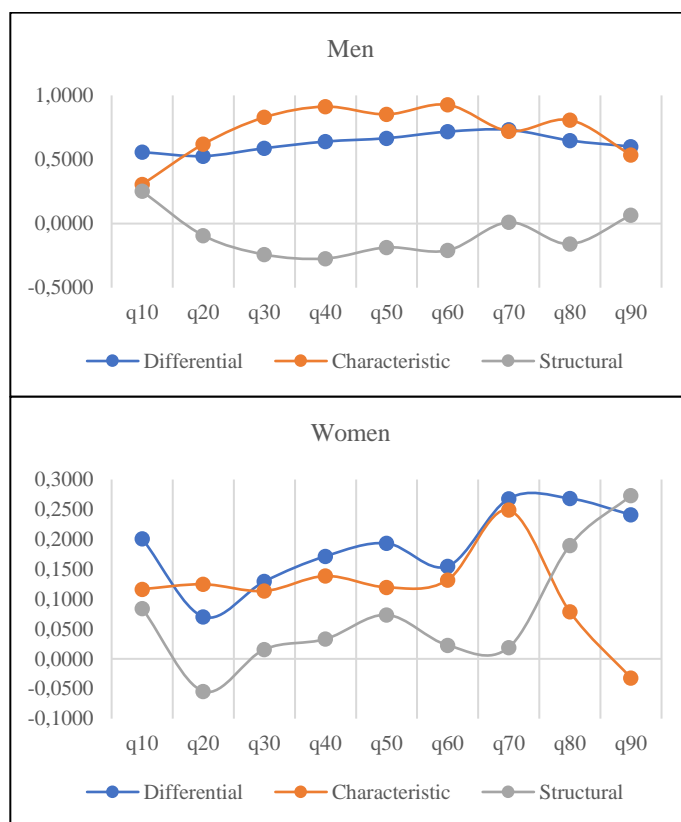 Men
1,0000
0,5000
0,0000
-0,5000
q10 q20 q30 q40 q50 q60 q70 q80 q90
Differential Characteristic Structural
Women
0,3000
0,2500
0,2000
0,1500
0,1000
0,0500
0,0000
-0,0500
-0,1000
q10 q20 q30 q40 q50 q60 q70 q80 q90
Differential Characteristic Structural